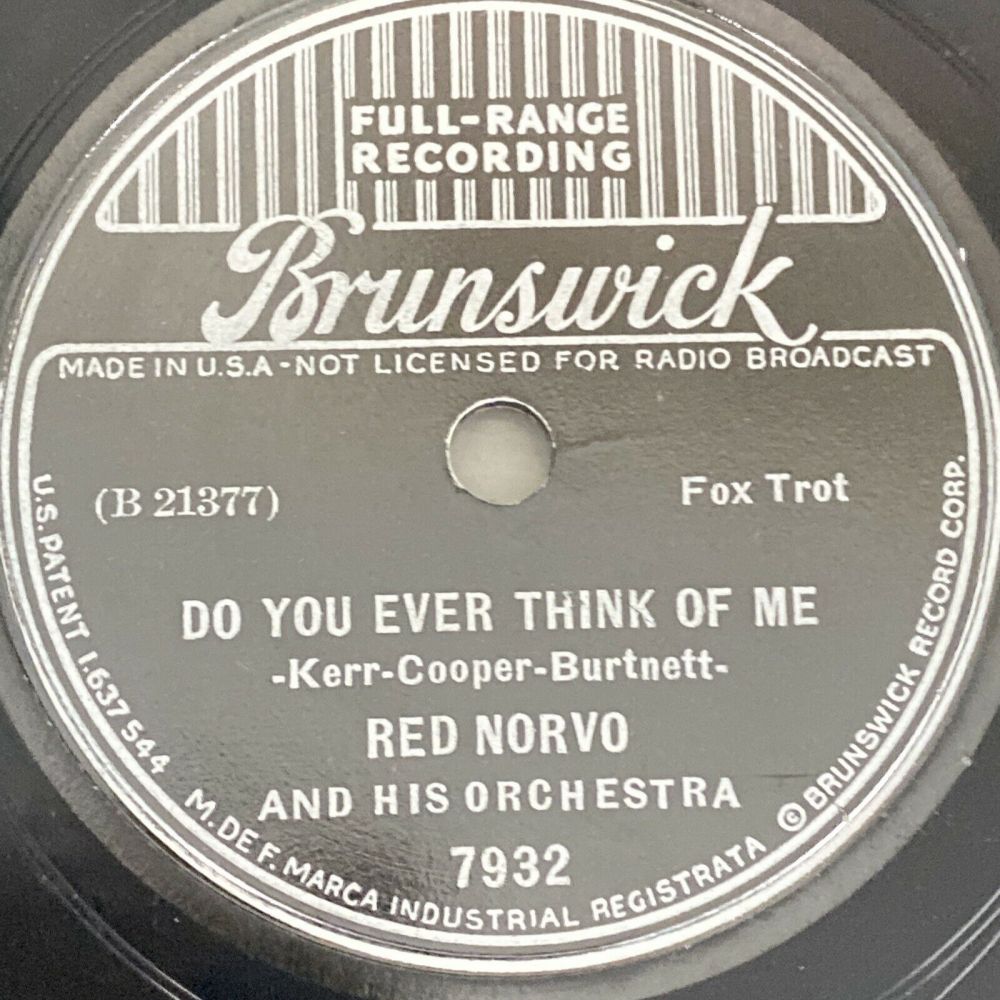 FULL-RANGE
RECORDING
Brunswick
MADE IN U.S.A-NOT LICENSED FOR RADIO BROADCAST
(B 21377)
Fox Trot
DO YOU EVER THINK OF ME
-Kerr-Cooper-Burtnett-
RED NORVO
AND HIS ORCHESTRA
7932
U.S. PATENT 1.637544
M. DE F. MARCA INDUSTRIAL REGISTRATA
© BRUNSWICK RECORD CORP.